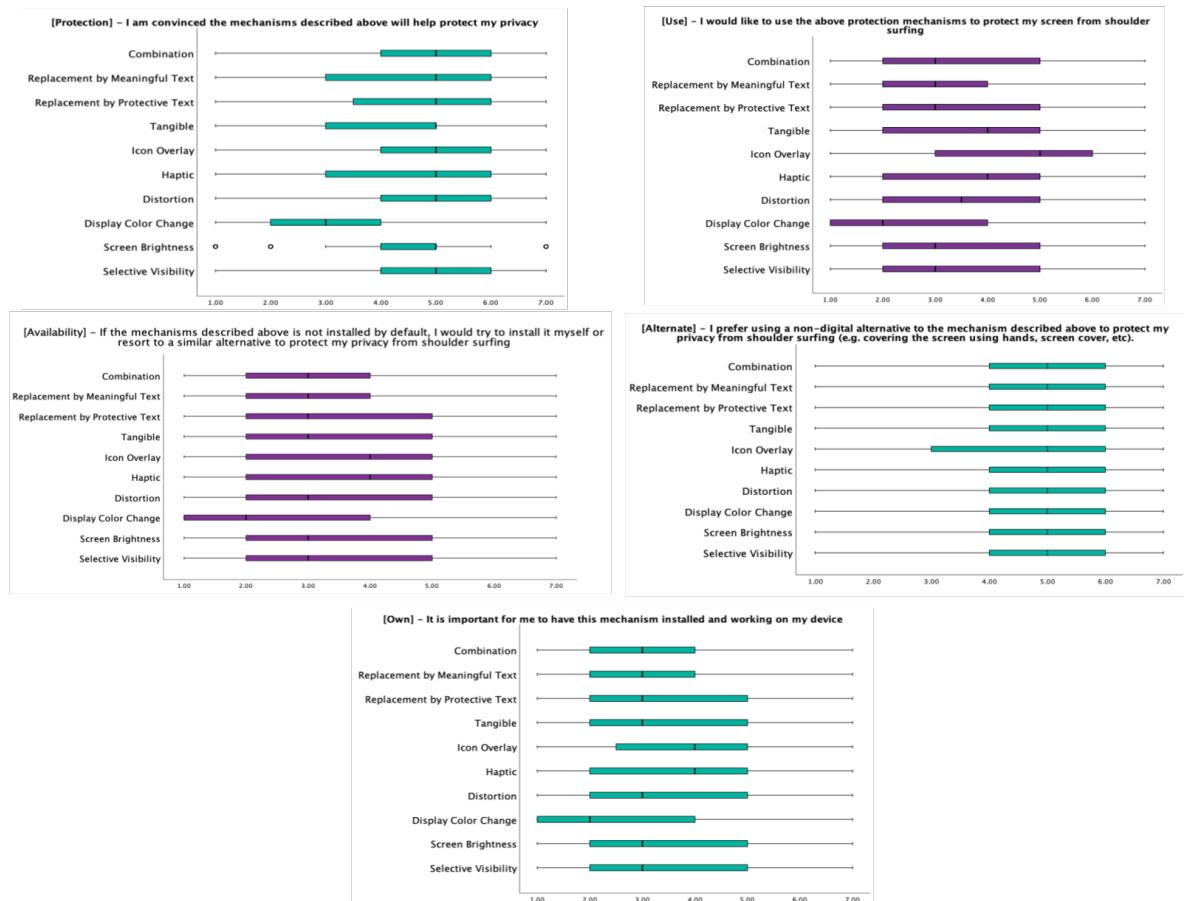 [Protection] – I am convinced the mechanisms described above will help protect my privacy
Combination
Replacement by Meaningful Text
Replacement by Protective Text
Tangible
Icon Overlay
Haptic
Distortion
Display Color Change
Screen Brightness
Selective Visibility
1.00 2.00 3.00 4.00 5.00 6.00 7.00
[Use] – I would like to use the above protection mechanisms to protect my screen from shoulder
surfing
Combination
Replacement by Meaningful Text
Replacement by Protective Text
Tangible
Icon Overlay
Haptic
Distortion
Display Color Change
Screen Brightness
Selective Visibility
1.00 2.00 3.00 4.00 5.00 6.00 7.00
[Availability] – If the mechanisms described above is not installed by default, I would try to install it myself or
resort to a similar alternative to protect my privacy from shoulder surfing
Combination
Replacement by Meaningful Text
Replacement by Protective Text
Tangible
Icon Overlay
Haptic
Distortion
Display Color Change
Screen Brightness
Selective Visibility
1.00 2.00 3.00 4.00 5.00 6.00 7.00
[Alternate] – I prefer using a non-digital alternative to the mechanism described above to protect my
privacy from shoulder surfing (e.g. covering the screen using hands, screen cover, etc).
Combination
Replacement by Meaningful Text
Replacement by Protective Text
Tangible
Icon Overlay
Haptic
Distortion
Display Color Change
Screen Brightness
Selective Visibility
1.00 2.00 3.00 4.00 5.00 6.00 7.00
[Own] – It is important for me to have this mechanism installed and working on my device
Combination
Replacement by Meaningful Text
Replacement by Protective Text
Tangible
Icon Overlay
Haptic
Distortion
Display Color Change
Screen Brightness
Selective Visibility
1.00 2.00 3.00 4.00 5.00 6.00 7.00